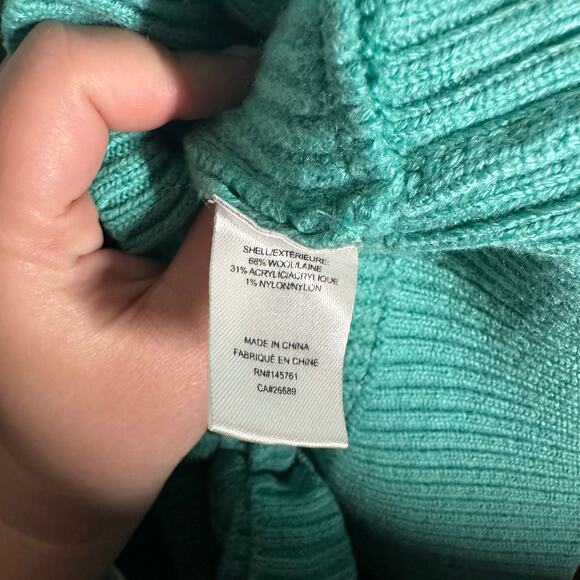 SHELL/EXTÉRIEURE:
68% WOOL/LAINE
31% ACRYLIC/ACRYLIQUE
1% NYLON/NYLON
MADE IN CHINA
FABRIQUÉ EN CHINE
RN#145761
CA#26689